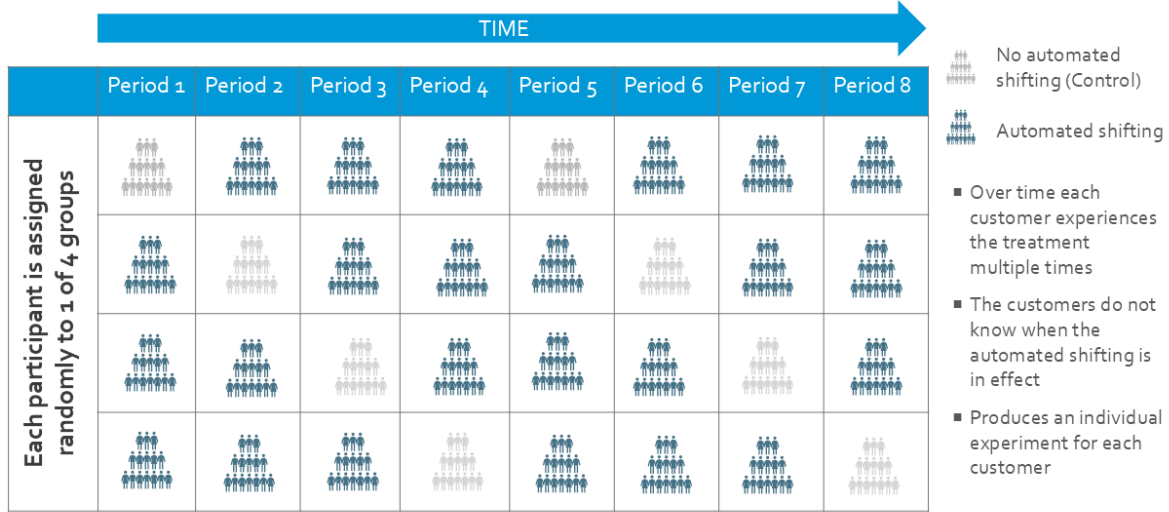 TIME
Period 1 Period 2 Period 3 Period 4 Period 5 Period 6 Period 7 Period 8
Each participant is assigned
randomly to 1 of 4 groups
No automated
shifting (Control)
Automated shifting
▪ Over time each
customer experiences
the treatment
multiple times
▪ The customers do not
know when the
automated shifting is
in effect
▪ Produces an individual
experiment for each
customer